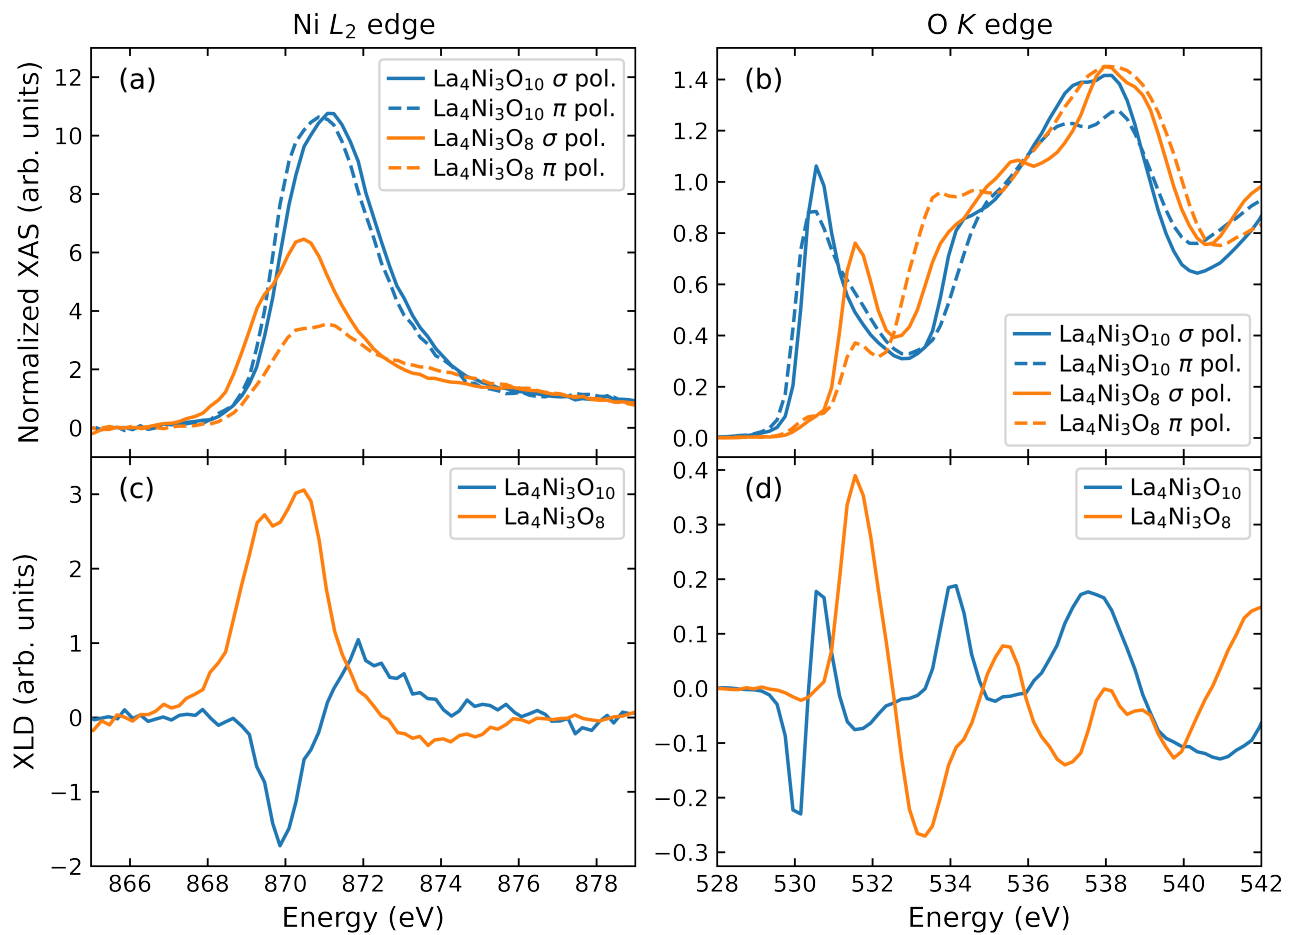 Ni L₂ edge
O K edge
Normalized XAS (arb. units)
(a)
La₄Ni₃O₁₀ σ pol.
La₄Ni₃O₁₀ π pol.
La₄Ni₃O₈ σ pol.
La₄Ni₃O₈ π pol.
12
10
8
6
4
2
0
(b)
1.4
1.2
1.0
0.8
0.6
0.4
0.2
0.0
La₄Ni₃O₁₀ σ pol.
La₄Ni₃O₁₀ π pol.
La₄Ni₃O₈ σ pol.
La₄Ni₃O₈ π pol.
XLD (arb. units)
(c)
La₄Ni₃O₁₀
La₄Ni₃O₈
3
2
1
0
−1
−2
866 868 870 872 874 876 878
Energy (eV)
(d)
La₄Ni₃O₁₀
La₄Ni₃O₈
0.4
0.3
0.2
0.1
0.0
−0.1
−0.2
−0.3
528 530 532 534 536 538 540 542
Energy (eV)